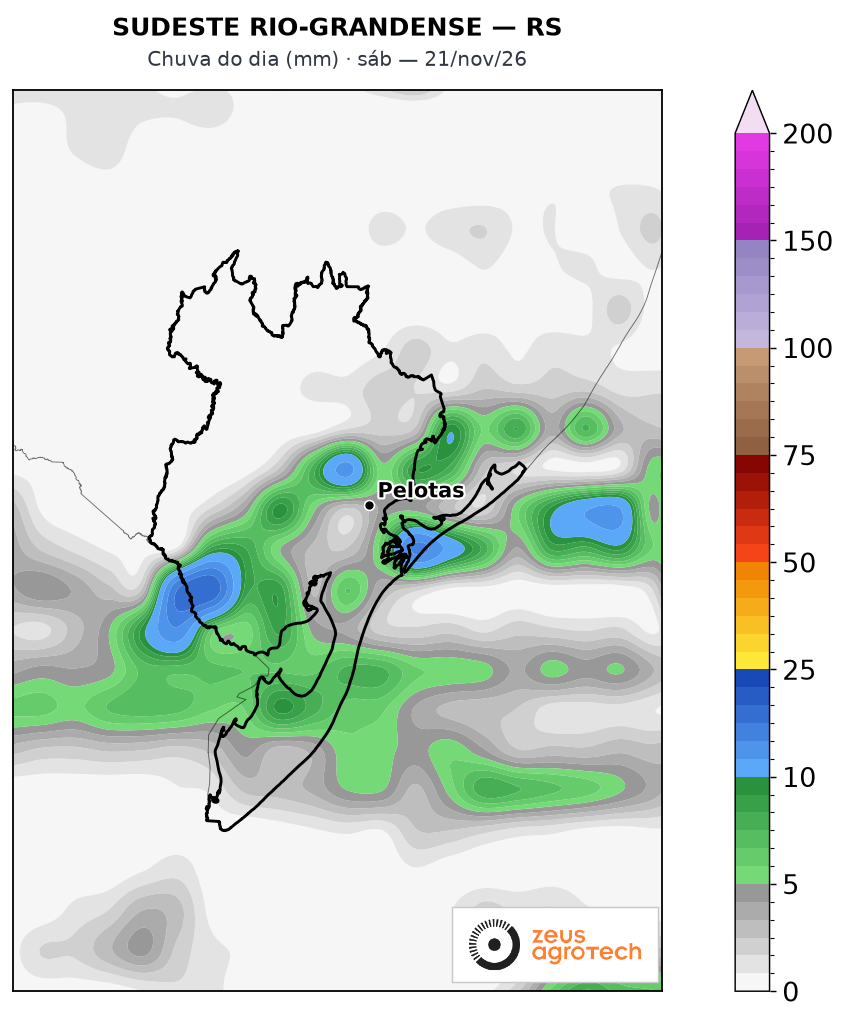 SUDESTE RIO-GRANDENSE — RS
Chuva do dia (mm) · sáb — 21/nov/26
200
150
100
75
50
25
10
5
0
Pelotas
zeus
agrotech